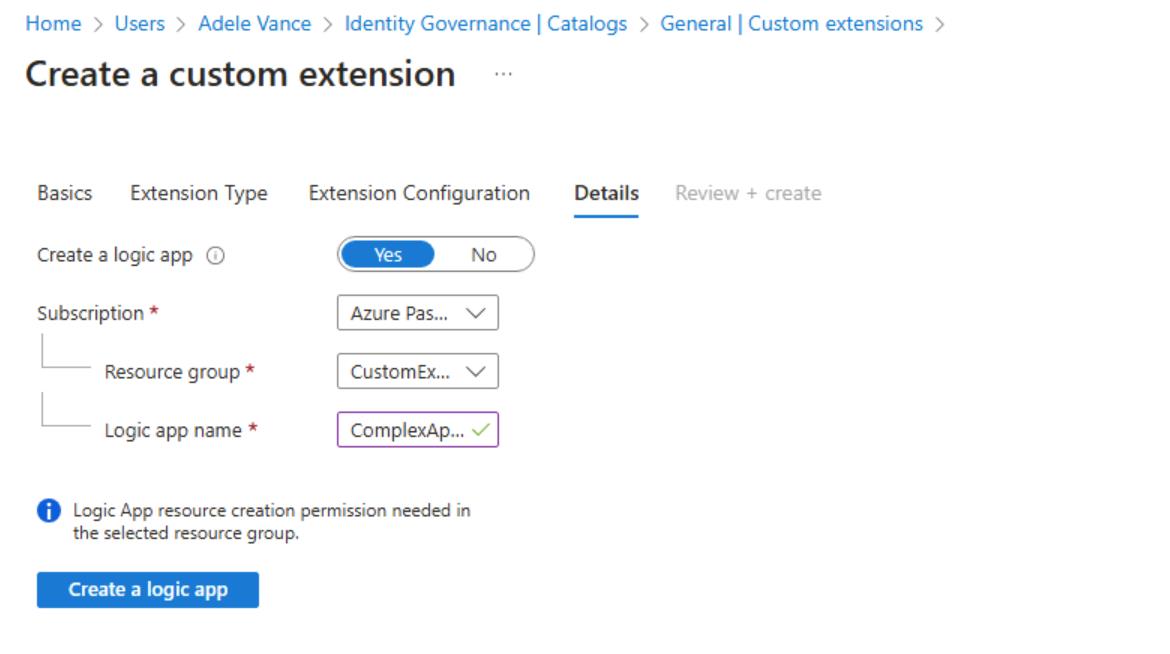 Home > Users > Adele Vance > Identity Governance | Catalogs > General | Custom extensions >
Create a custom extension ...
Basics Extension Type Extension Configuration Details Review + create
Create a logic app Yes No
Subscription * Azure Pas...
Resource group * CustomEx...
Logic app name * ComplexAp...
Logic App resource creation permission needed in
the selected resource group.
Create a logic app